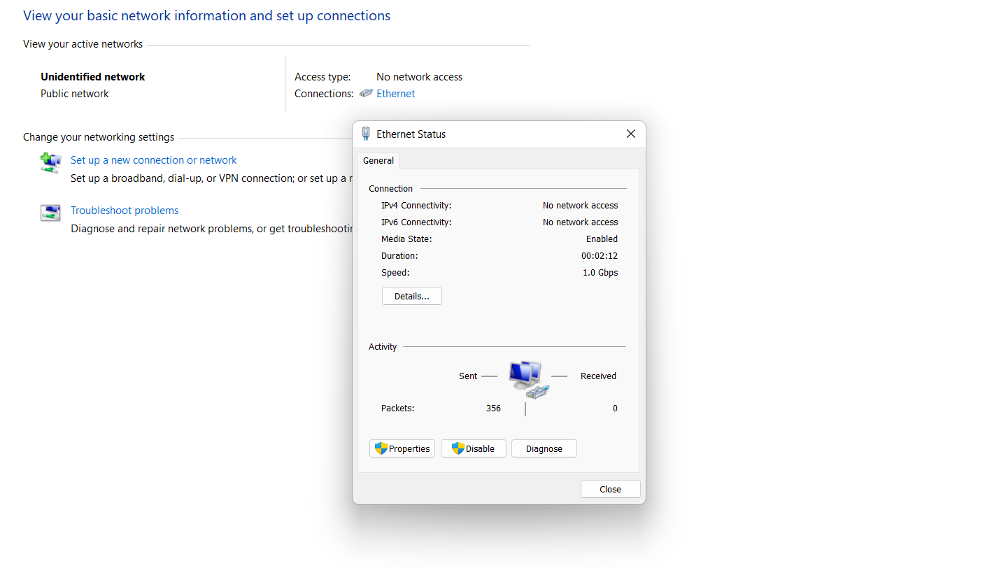 View your basic network information and set up connections
View your active networks
Unidentified network
Public network
Access type: No network access
Connections: Ethernet
Change your networking settings
Set up a new connection or network
Set up a broadband, dial-up, or VPN connection; or set up a
Troubleshoot problems
Diagnose and repair network problems, or get
Ethernet Status
General
Connection
IPv4 Connectivity: No network access
IPv6 Connectivity: No network access
Media State: Enabled
Duration: 00:02:12
Speed: 1.0 Gbps
Details...
Activity
Sent Received
Packets: 356 0
Properties Disable Diagnose
Close